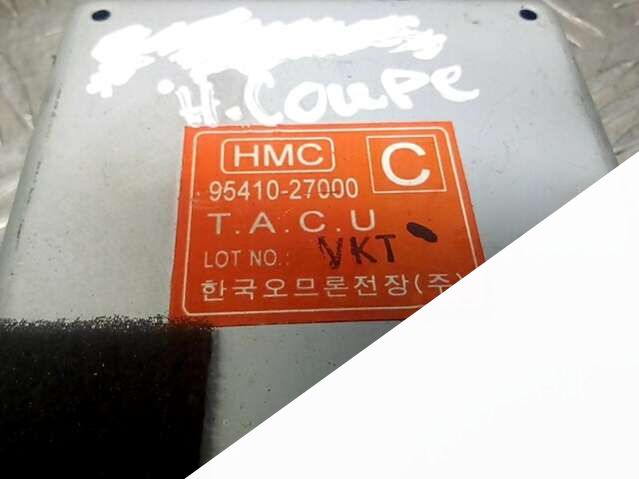 H. Coupe
HMC C
95410-27000
T.A.C.U
LOT NO.: VKT
한국오므론전장(주)